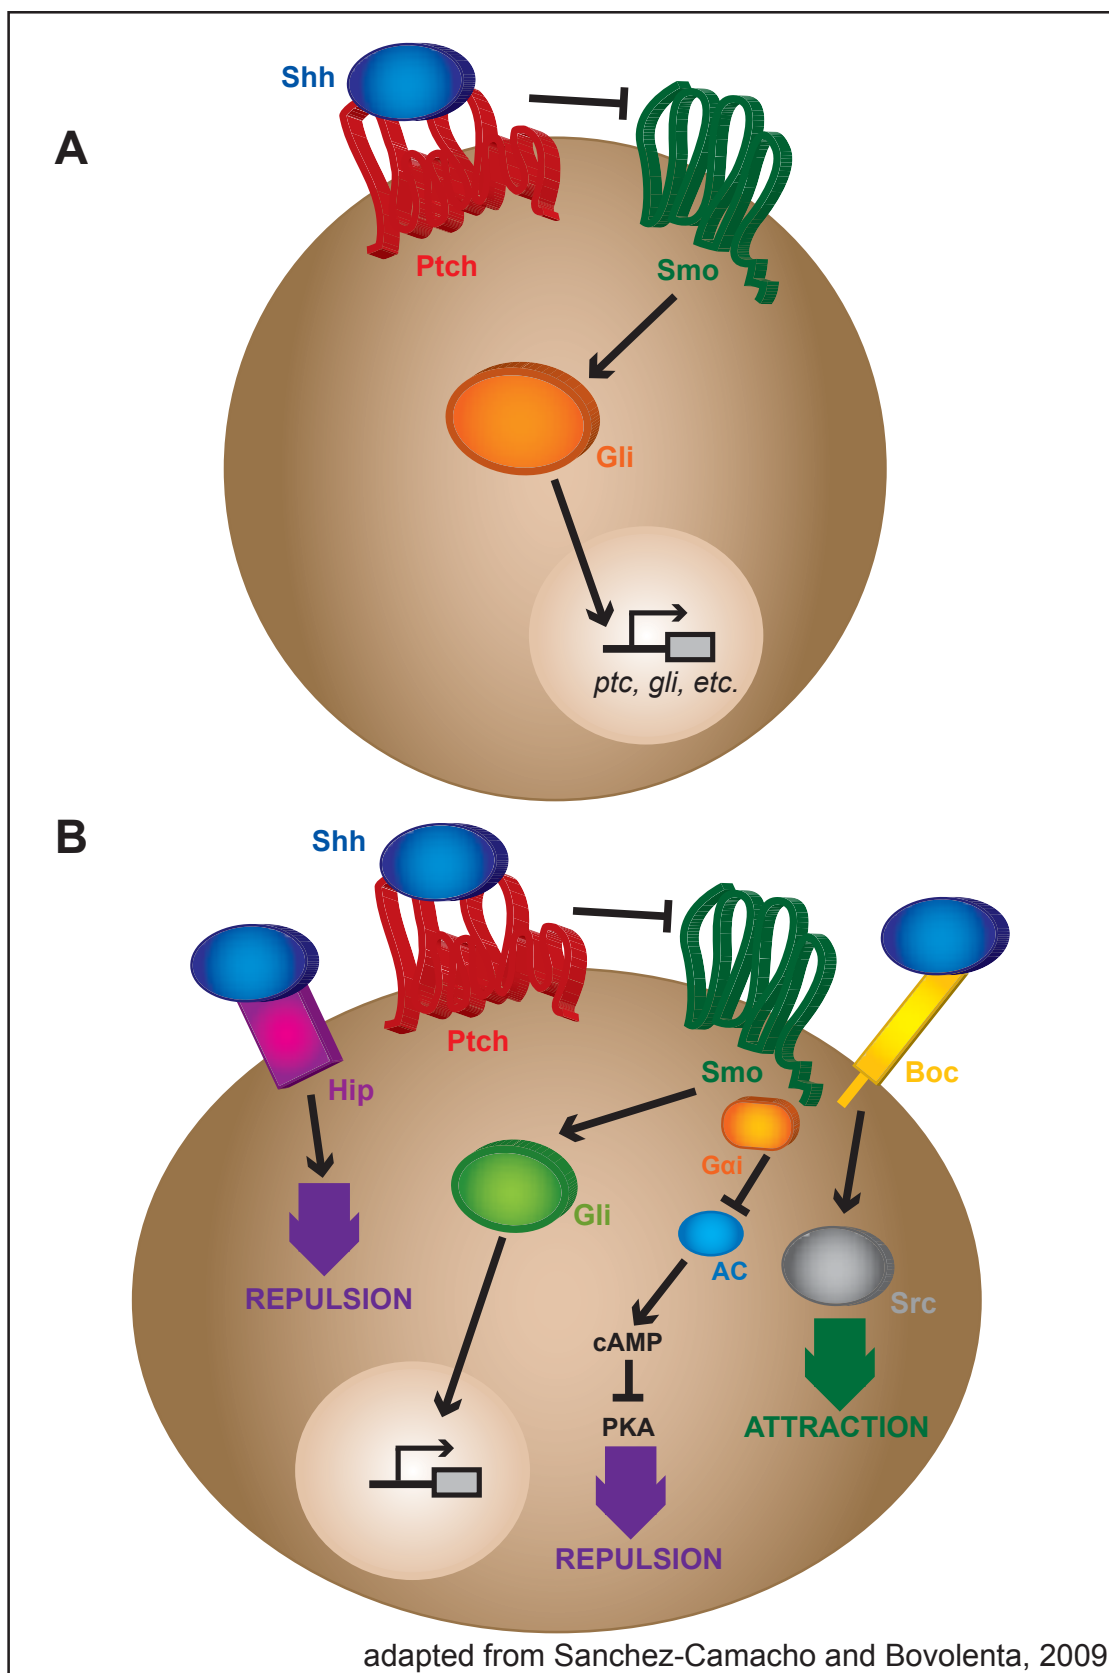 A
Shh
Ptch
Smo
Gli
ptc, gli, etc.
B
Shh
Ptch
Smo
Boc
Hip
Gαi
Gli
AC
Src
REPULSION
cAMP
PKA
ATTRACTION
REPULSION
adapted from Sanchez-Camacho and Bovolenta, 2009